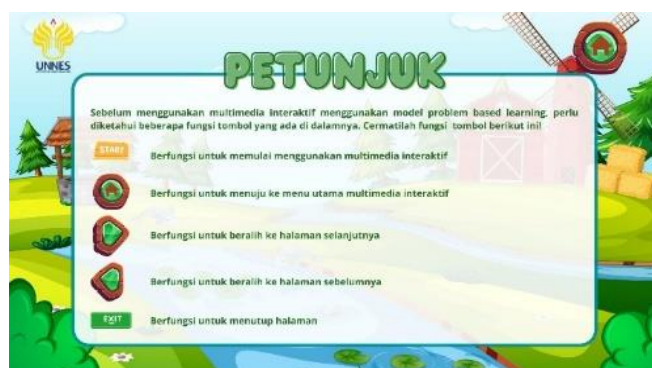 UNNES
PETUNJUK
Sebelum menggunakan multimedia interaktif menggunakan model problem based learning, perlu
diketahui beberapa fungsi tombol yang ada di dalamnya. Cermatilah fungsi tombol berikut ini!
START Berfungsi untuk memulai menggunakan multimedia interaktif
Berfungsi untuk menuju ke menu utama multimedia interaktif
Berfungsi untuk beralih ke halaman selanjutnya
Berfungsi untuk beralih ke halaman sebelumnya
EXIT Berfungsi untuk menutup halaman